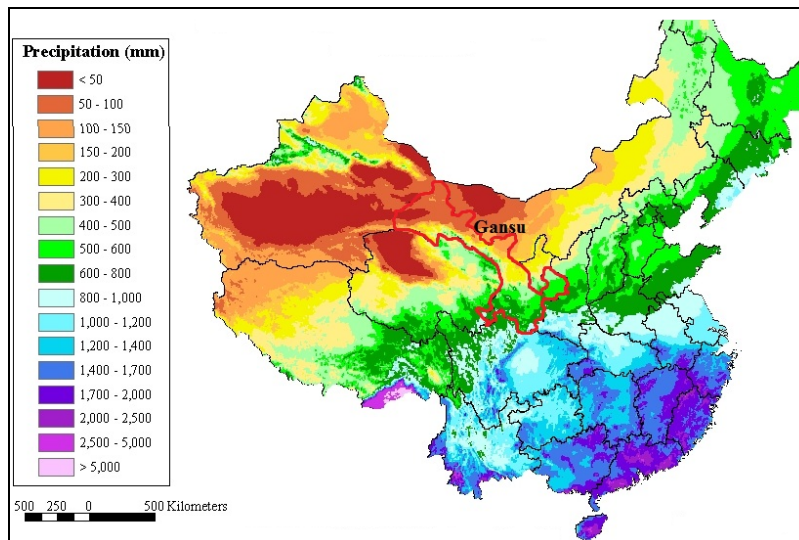 Precipitation (mm)
< 50
50 - 100
100 - 150
150 - 200
200 - 300
300 - 400
400 - 500
500 - 600
600 - 800
800 - 1,000
1,000 - 1,200
1,200 - 1,400
1,400 - 1,700
1,700 - 2,000
2,000 - 2,500
2,500 - 5,000
> 5,000
Gansu
500 250 0 500 Kilometers